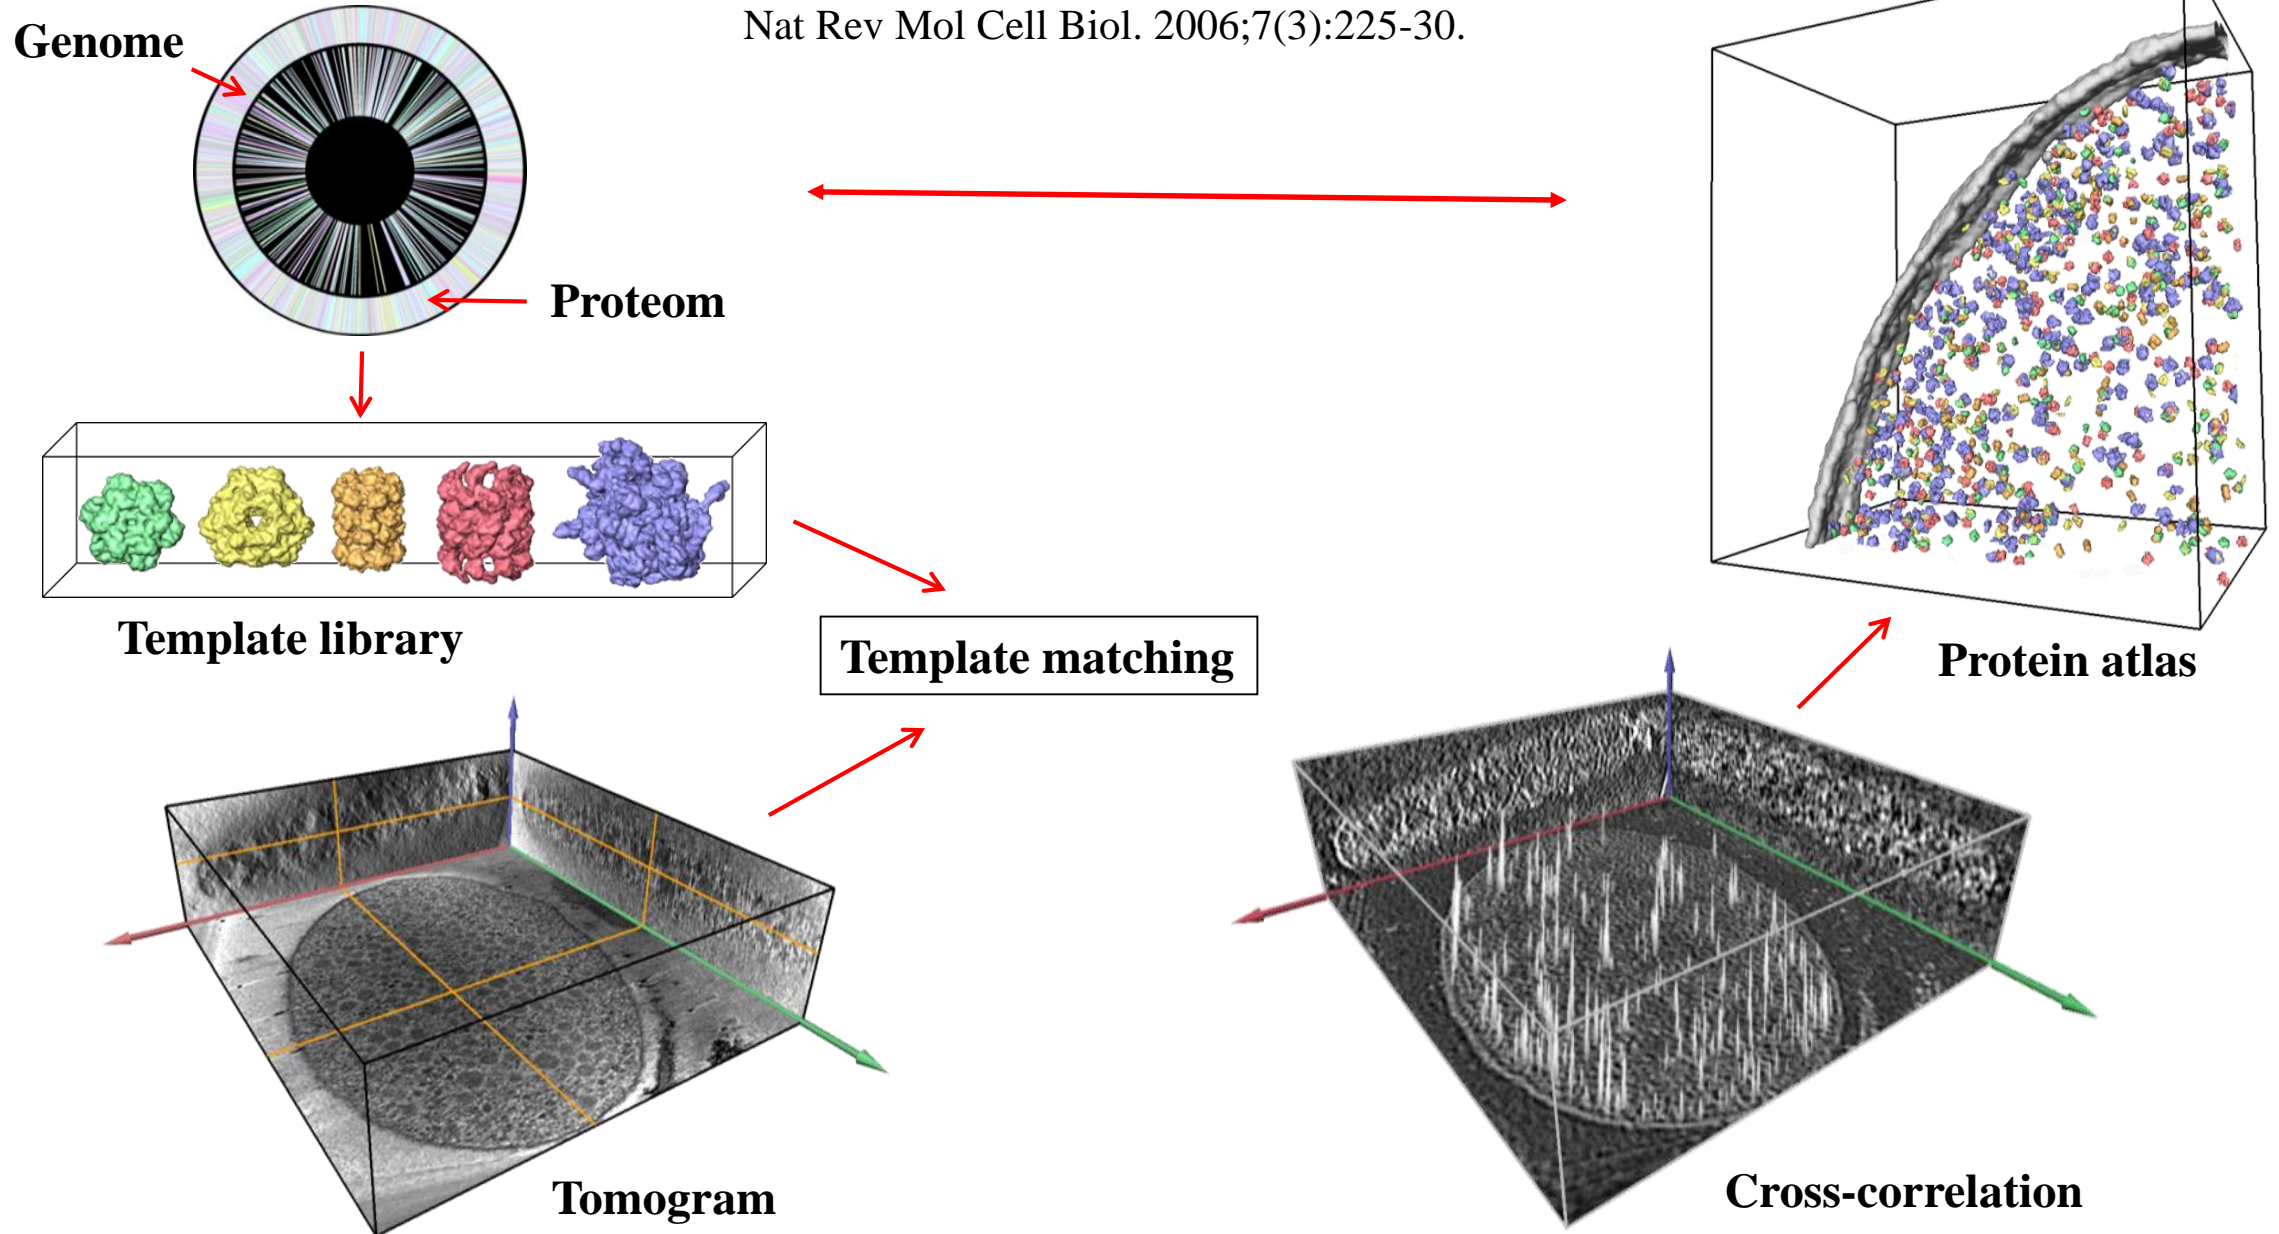 Nat Rev Mol Cell Biol. 2006;7(3):225-30.
Genome
Proteom
Template library
Template matching
Protein atlas
Tomogram
Cross-correlation